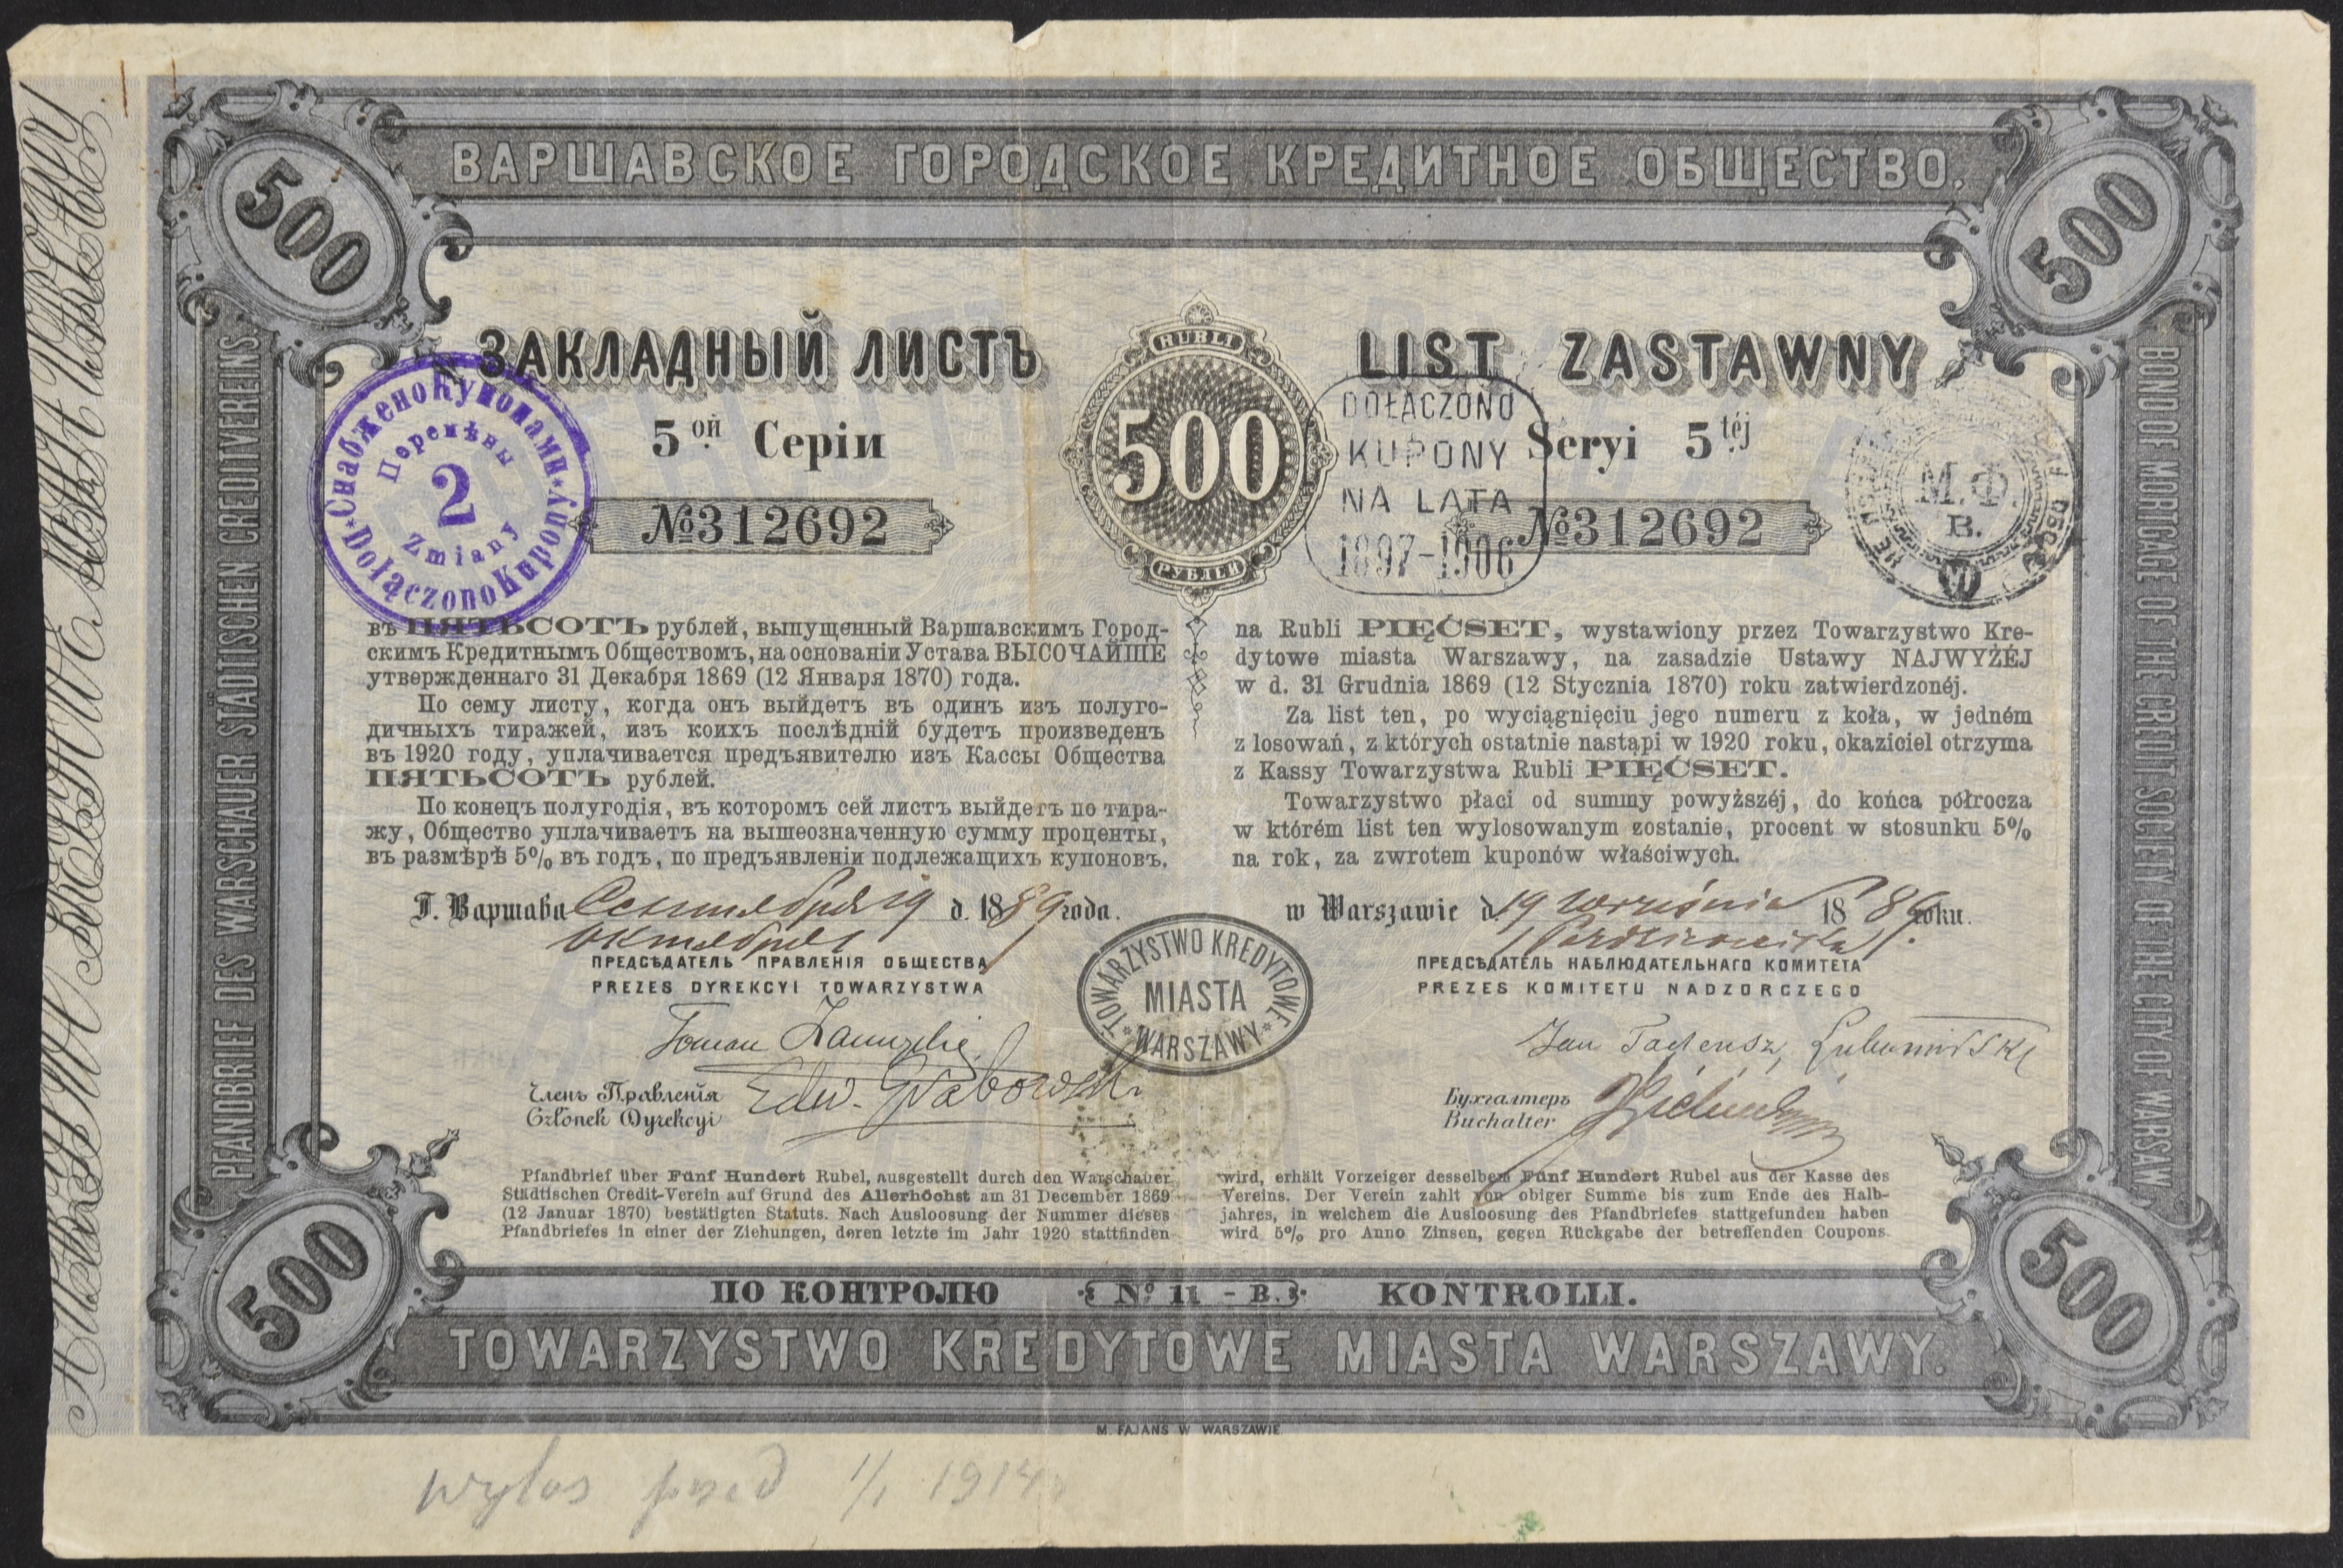 ВАРШАВСКОЕ ГОРОДСКОЕ КРЕДИТНОЕ ОБЩЕСТВО.
500
500
PFANDBRIEF DES WARSCHAUER STÄDTISCHEN CREDITVEREINS.
BOND OF MORTGAGE OF THE CREDIT SOCIETY OF THE CITY OF WARSAW.
ЗАКЛАДНЫЙ ЛИСТЪ
5ой Серіи
№312692
RUBLI
500
РУБЛЕЙ
LIST ZASTAWNY
Seryi 5téj
№312692
Снабжено Купонами
Перемѣны
2
Zmiany
Dołączono Kupony
DOŁĄCZONO
KUPONY
NA LATA
1897-1906
М.Ф.
В.
въ ПЯТЬСОТЪ рублей, выпущенный Варшавскимъ Город-
скимъ Кредитнымъ Обществомъ, на основаніи Устава ВЫСОЧАЙШЕ
утвержденнаго 31 Декабря 1869 (12 Января 1870) года.
По сему листу, когда онъ выйдетъ въ одинъ изъ полуго-
дичныхъ тиражей, изъ коихъ послѣдній будетъ произведенъ
въ 1920 году, уплачивается предъявителю изъ Кассы Общества
ПЯТЬСОТЪ рублей.
По конецъ полугодія, въ которомъ сей листъ выйдетъ по тира-
жу, Общество уплачиваетъ на вышеозначенную сумму проценты,
въ размѣрѣ 5% въ годъ, по предъявленіи подлежащихъ купоновъ.
na Rubli PIĘĆSET, wystawiony przez Towarzystwo Kre-
dytowe miasta Warszawy, na zasadzie Ustawy NAJWYŻÉJ
w d. 31 Grudnia 1869 (12 Stycznia 1870) roku zatwierdzonéj.
Za list ten, po wyciągnięciu jego numeru z koła, w jedném
z losowań, z których ostatnie nastąpi w 1920 roku, okaziciel otrzyma
z Kassy Towarzystwa Rubli PIĘĆSET.
Towarzystwo płaci od summy powyższéj, do końca półrocza
w którém list ten wylosowanym zostanie, procent w stosunku 5%
na rok, za zwrotem kuponów właściwych.
Г. Варшава Сентября 19 д. 1889 года.
Октября 1
w Warszawie d. 19 Września 1889 roku.
1 Października
ПРЕДСѢДАТЕЛЬ ПРАВЛЕНІЯ ОБЩЕСТВА
PREZES DYREKCYI TOWARZYSTWA
ПРЕДСѢДАТЕЛЬ НАБЛЮДАТЕЛЬНАГО КОМИТЕТА
PREZES KOMITETU NADZORCZEGO
TOWARZYSTWO KREDYTOWE
MIASTA
WARSZAWY
Jan Tadeusz Lubomirski
Членъ Правленія
Członek Dyrekcyi
Edw. Grabowski
Бухгалтеръ
Buchalter
Pfandbrief über Fünf Hundert Rubel, ausgestellt durch den Warschauer
Städtischen Credit-Verein auf Grund des Allerhöchst am 31 December 1869
(12 Januar 1870) bestätigten Statuts. Nach Ausloosung der Nummer dieses
Pfandbriefes in einer der Ziehungen, deren letzte im Jahr 1920 stattfinden
wird, erhält Vorzeiger desselben Fünf Hundert Rubel aus der Kasse des
Vereins. Der Verein zahlt von obiger Summe bis zum Ende des Halb-
jahres, in welchem die Ausloosung des Pfandbriefes stattgefunden haben
wird 5% pro Anno Zinsen, gegen Rückgabe der betreffenden Coupons.
500
500
ПО КОНТРОЛЮ № 11 - B. KONTROLLI.
TOWARZYSTWO KREDYTOWE MIASTA WARSZAWY.
M. FAJANS W WARSZAWIE
wylos przed 1/1 1914 r